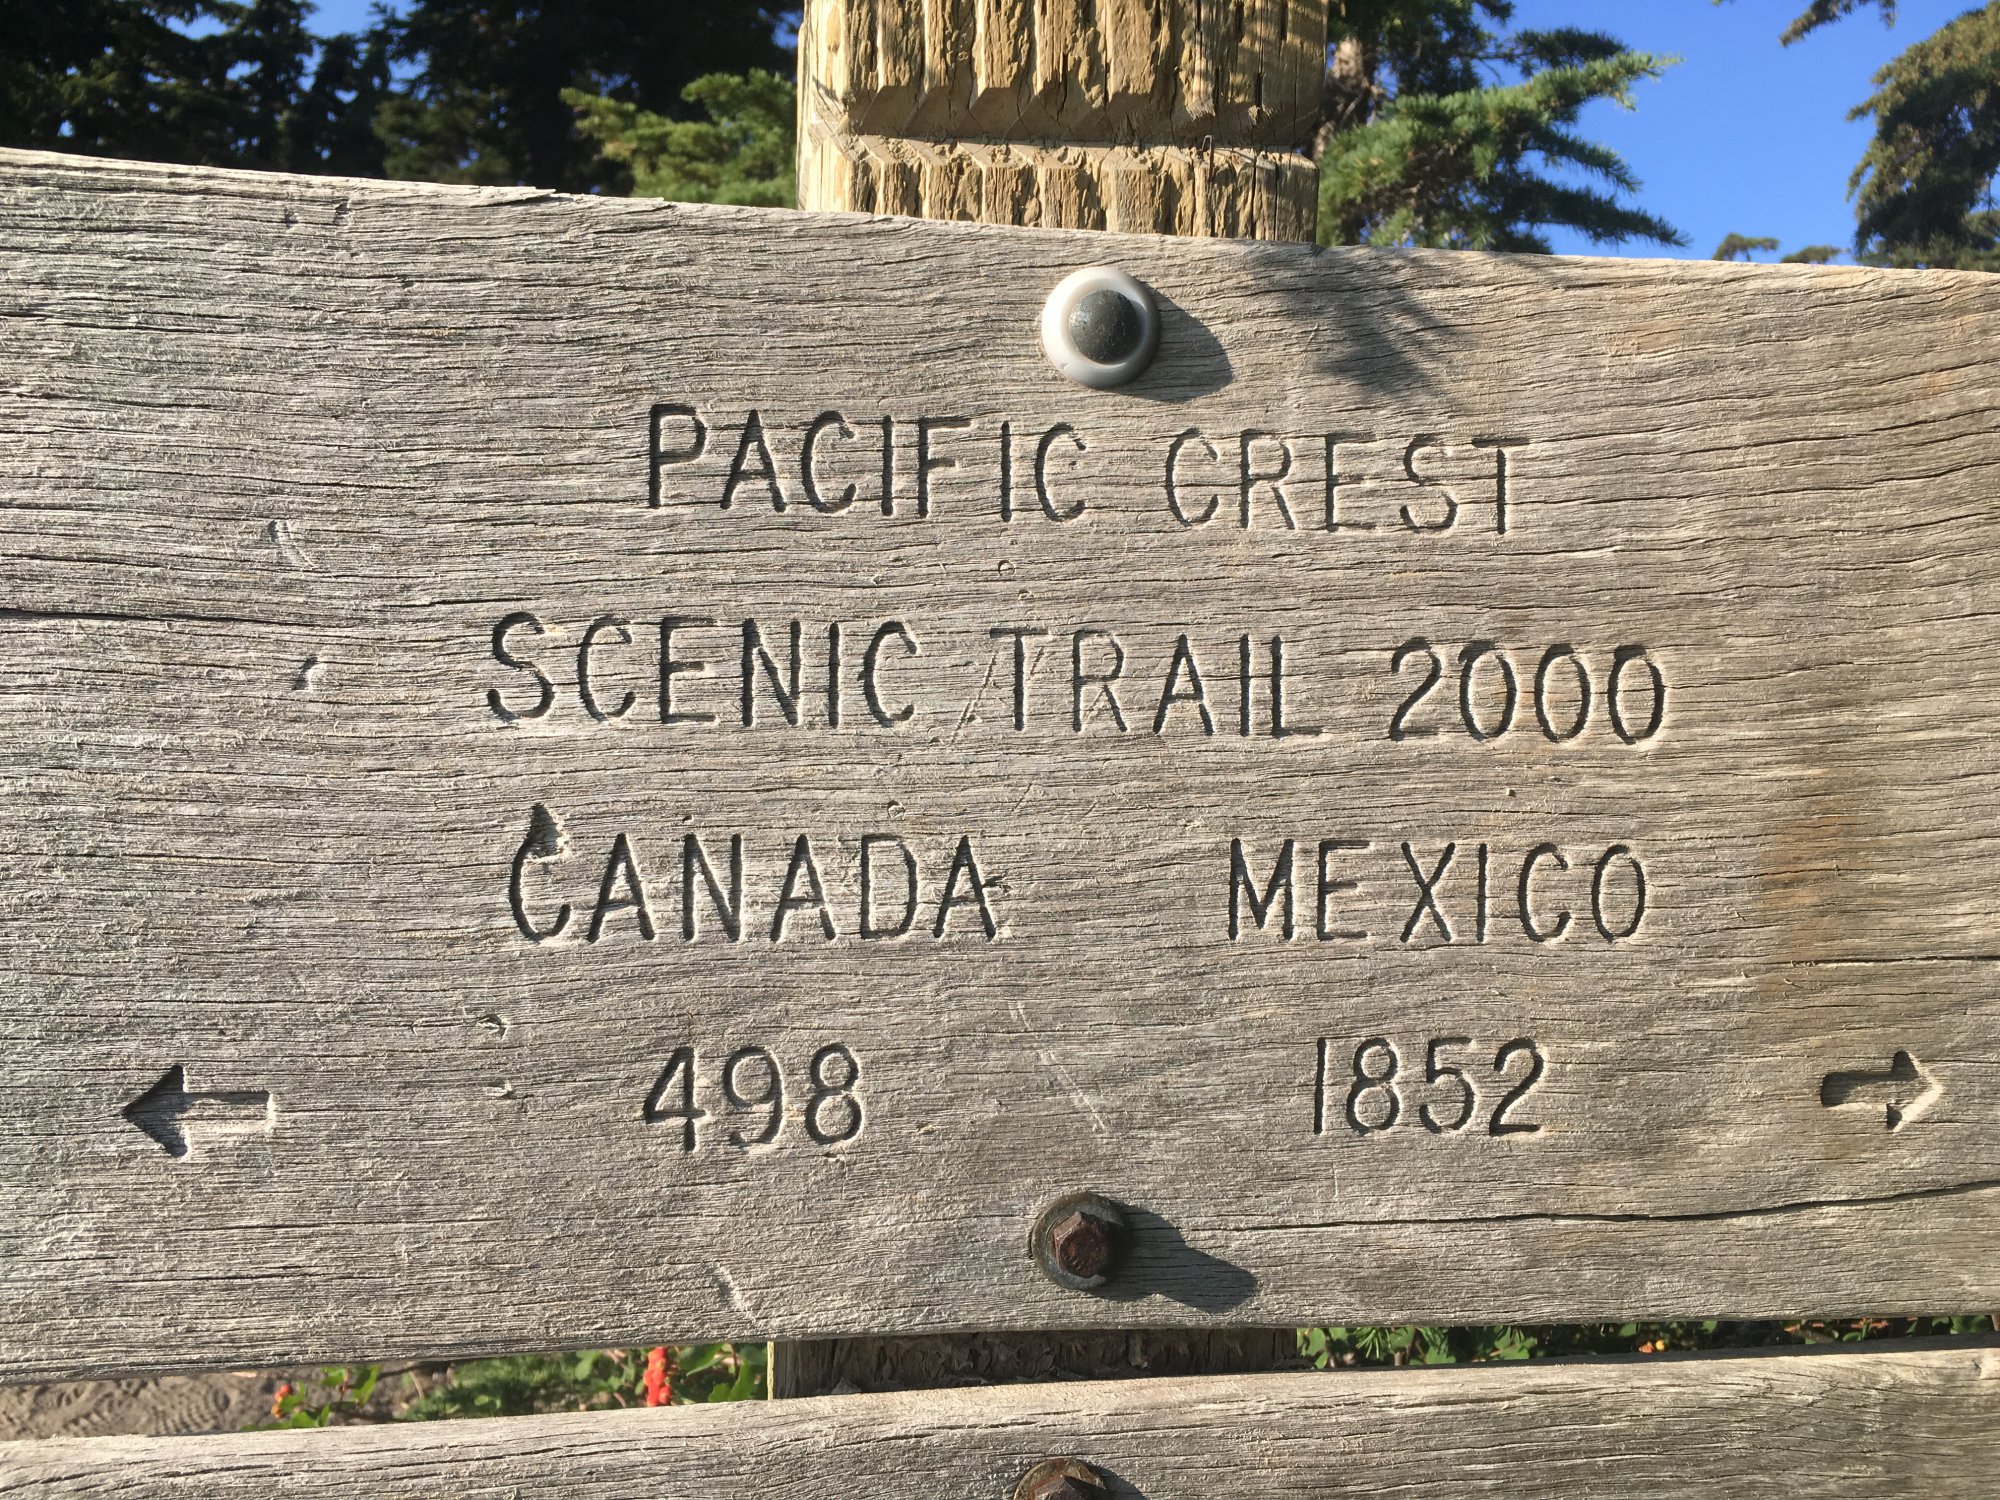 PACIFIC CREST
SCENIC TRAIL 2000
CANADA MEXICO
498 1852